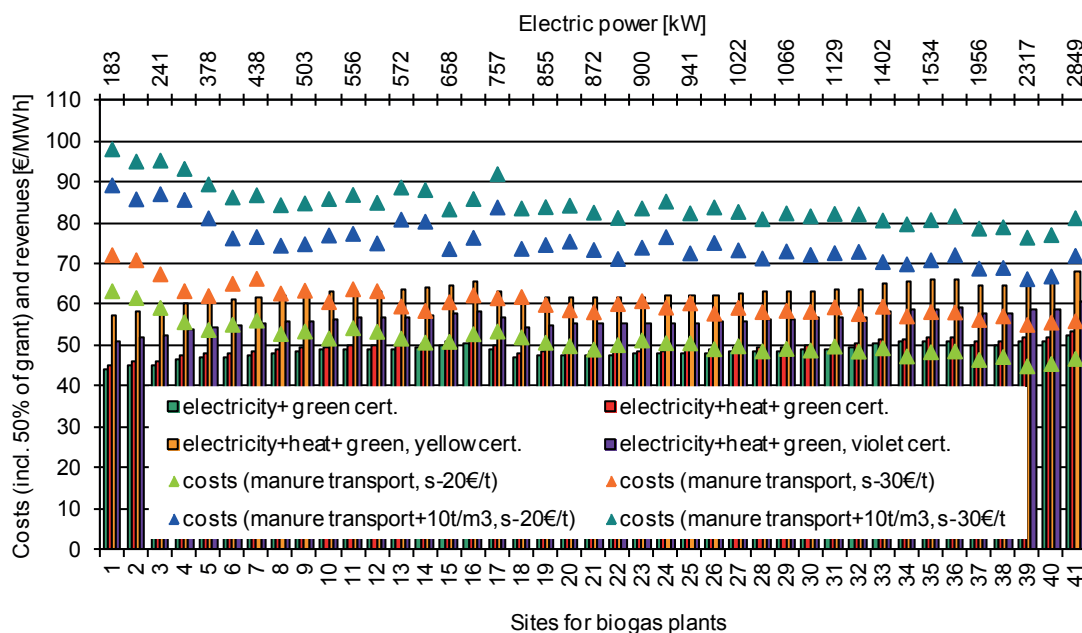 Electric power [kW]
183 241 378 438 503 556 572 658 757 855 872 900 941 1022 1066 1129 1402 1534 1956 2317 2849
Costs (incl. 50% of grant) and revenues [€/MWh]
110
100
90
80
70
60
50
40
30
20
10
0
electricity+ green cert.
electricity+heat+ green cert.
electricity+heat+ green, yellow cert.
electricity+heat+ green, violet cert.
costs (manure transport, s-20€/t)
costs (manure transport, s-30€/t)
costs (manure transport+10t/m3, s-20€/t)
costs (manure transport+10t/m3, s-30€/t
1 2 3 4 5 6 7 8 9 10 11 12 13 14 15 16 17 18 19 20 21 22 23 24 25 26 27 28 29 30 31 32 33 34 35 36 37 38 39 40 41
Sites for biogas plants